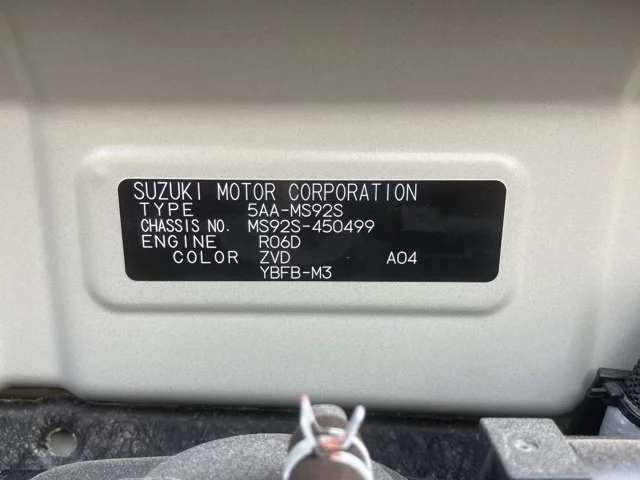 SUZUKI MOTOR CORPORATION
TYPE 5AA-MS92S
CHASSIS NO. MS92S-450499
ENGINE R06D
COLOR ZVD A04
YBFB-M3